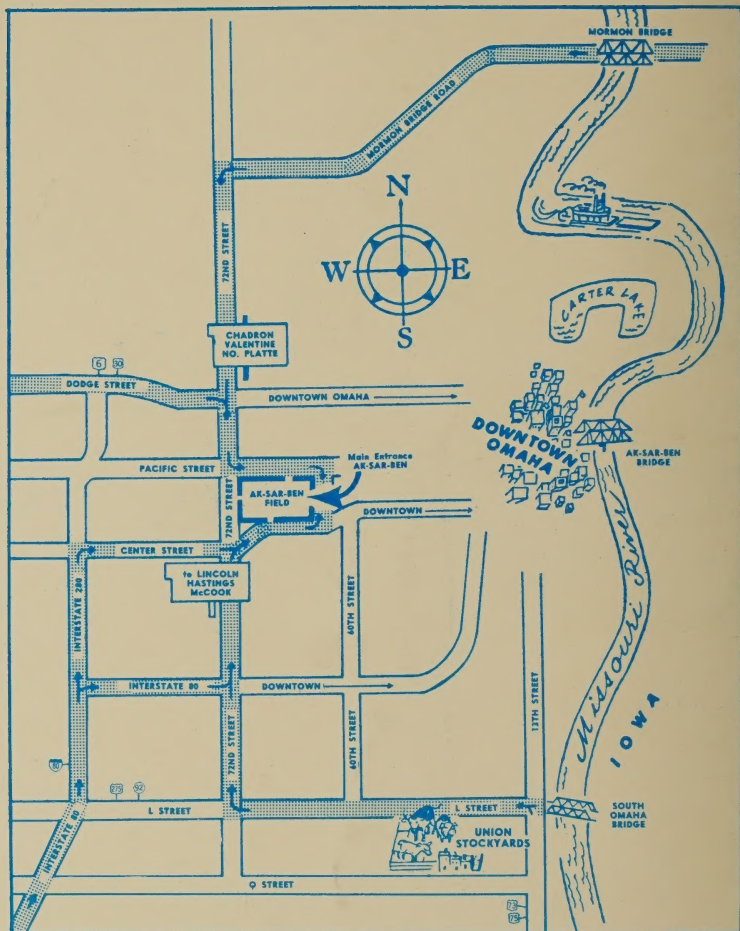 MORMON BRIDGE
MORMON BRIDGE ROAD
N
W
E
S
72ND STREET
CARTER LAKE
CHADRON
VALENTINE
NO. PLATTE
6
30
DODGE STREET
DOWNTOWN OMAHA
DOWNTOWN
OMAHA
AK-SAR-BEN
BRIDGE
PACIFIC STREET
Main Entrance
AK-SAR-BEN
72ND STREET
AK-SAR-BEN
FIELD
DOWNTOWN
CENTER STREET
to LINCOLN
HASTINGS
McCOOK
INTERSTATE 280
60TH STREET
Missouri River
IOWA
INTERSTATE 80
DOWNTOWN
13TH STREET
72ND STREET
60TH STREET
275
92
L STREET
L STREET
SOUTH
OMAHA
BRIDGE
UNION
STOCKYARDS
INTERSTATE 80
Q STREET
73
75